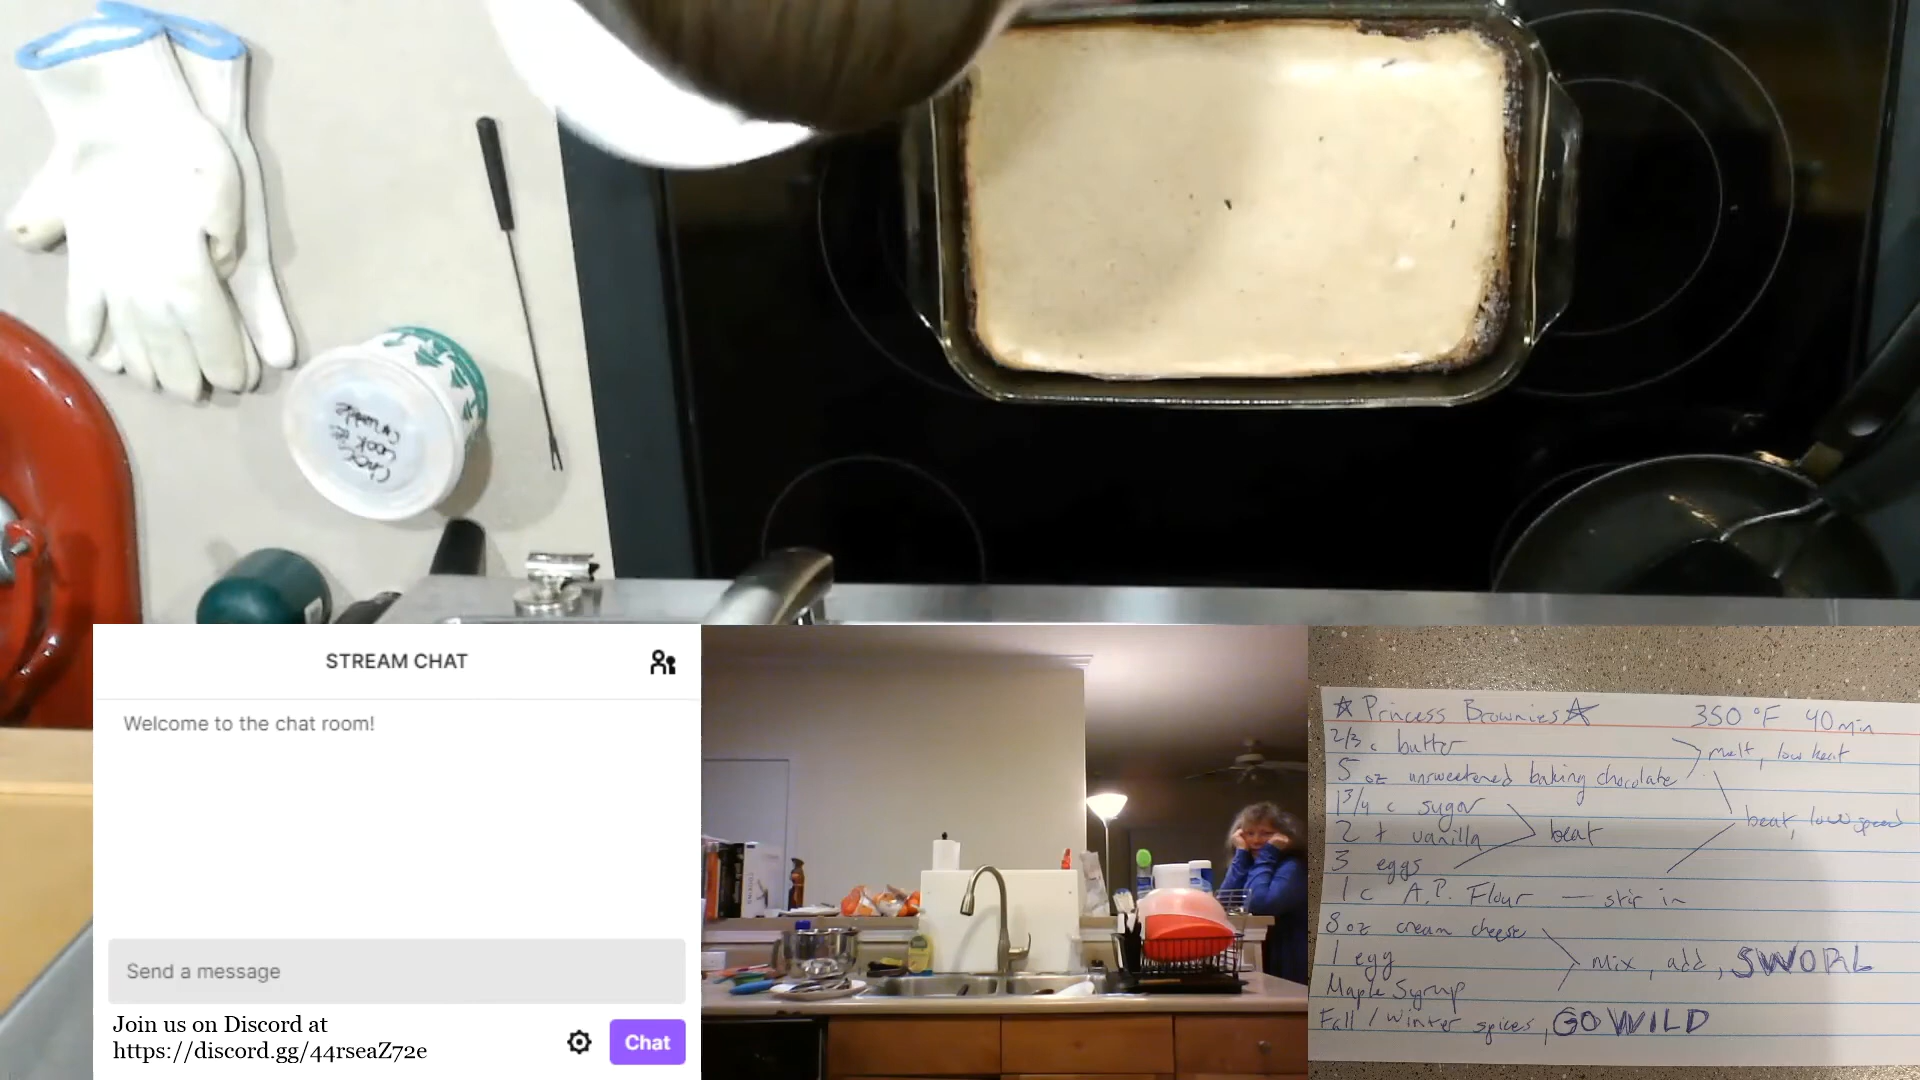 Choc
Cookie
Crumble
STREAM CHAT
Welcome to the chat room!
Send a message
Join us on Discord at
https://discord.gg/44rseaZ72e
Chat
Princess Brownies 350 °F 40 min
2/3 c butter
melt, low heat
5 oz unsweetened baking chocolate
1 3/4 c sugar
beat, low speed
2 t vanilla
beat
3 eggs
1 c A.P. Flour — stir in
8 oz cream cheese
1 egg
mix, add, SWORL
Maple Syrup
Fall / winter spices, GO WILD